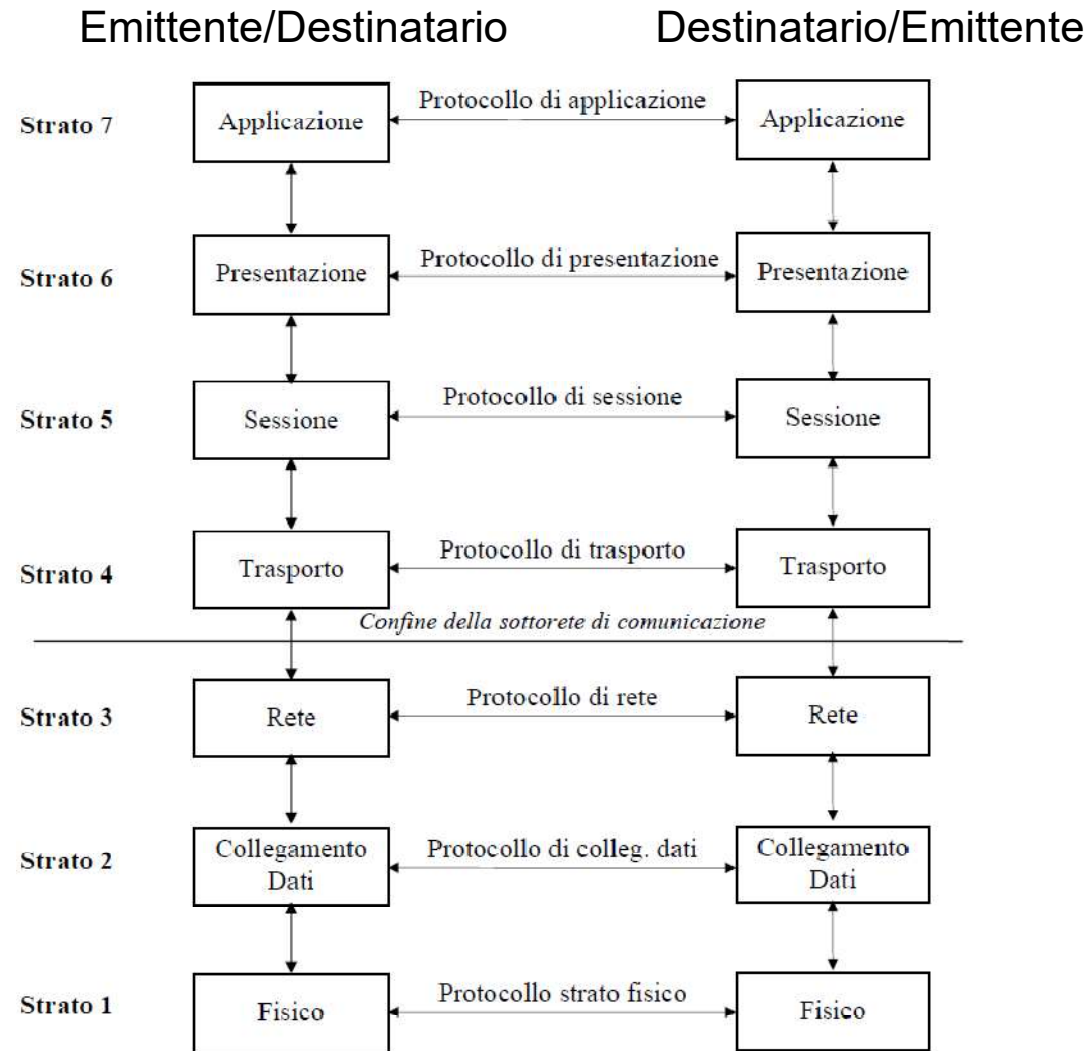 Emittente/Destinatario Destinatario/Emittente
Strato 7 Applicazione Protocollo di applicazione Applicazione
Strato 6 Presentazione Protocollo di presentazione Presentazione
Strato 5 Sessione Protocollo di sessione Sessione
Strato 4 Trasporto Protocollo di trasporto Trasporto
Confine della sottorete di comunicazione
Strato 3 Rete Protocollo di rete Rete
Strato 2 Collegamento Dati Protocollo di colleg. dati Collegamento Dati
Strato 1 Fisico Protocollo strato fisico Fisico